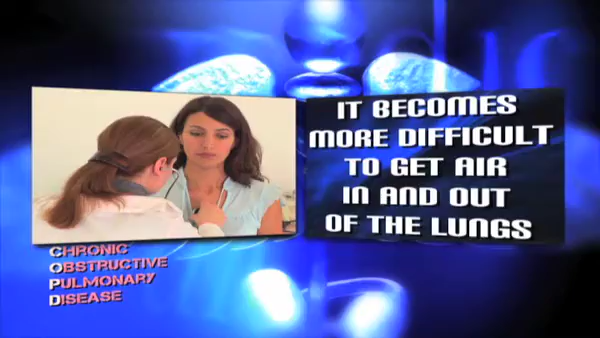 IT BECOMES
MORE DIFFICULT
TO GET AIR
IN AND OUT
OF THE LUNGS
CHRONIC
OBSTRUCTIVE
PULMONARY
DISEASE